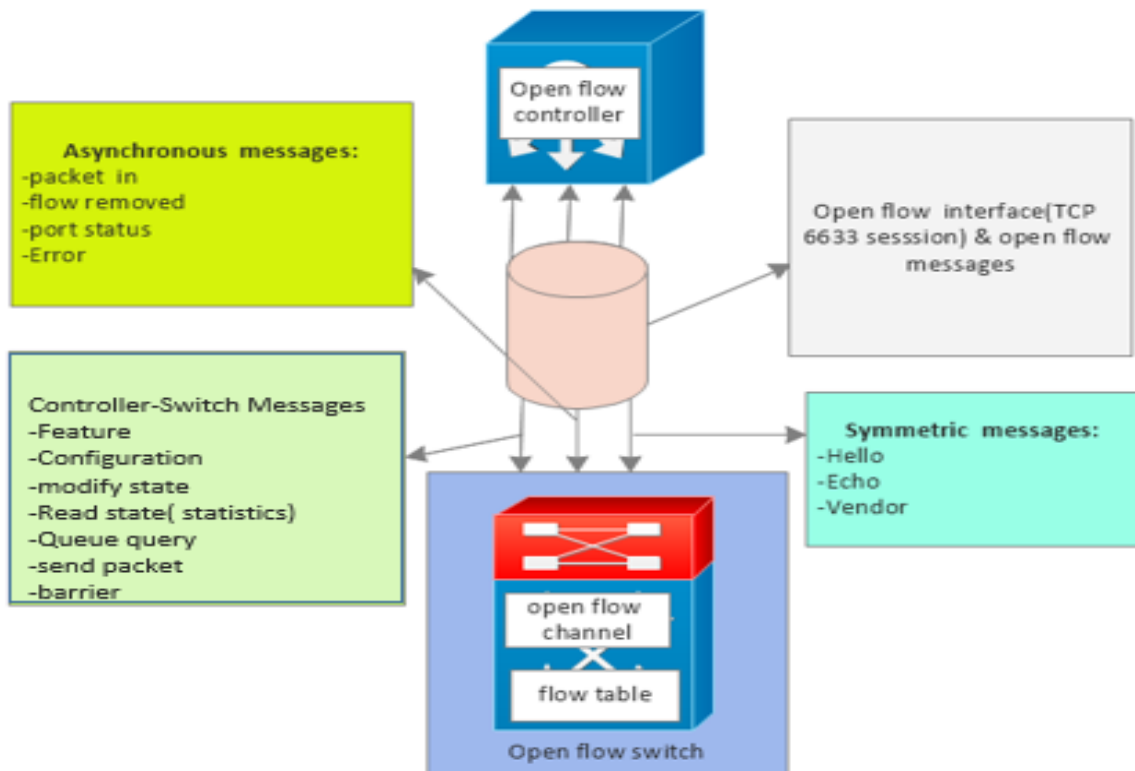 Open flow
controller
Asynchronous messages:
-packet in
-flow removed
-port status
-Error
Open flow interface(TCP
6633 sesssion) & open flow
messages
Controller-Switch Messages
-Feature
-Configuration
-modify state
-Read state( statistics)
-Queue query
-send packet
-barrier
Symmetric messages:
-Hello
-Echo
-Vendor
open flow
channel
flow table
Open flow switch